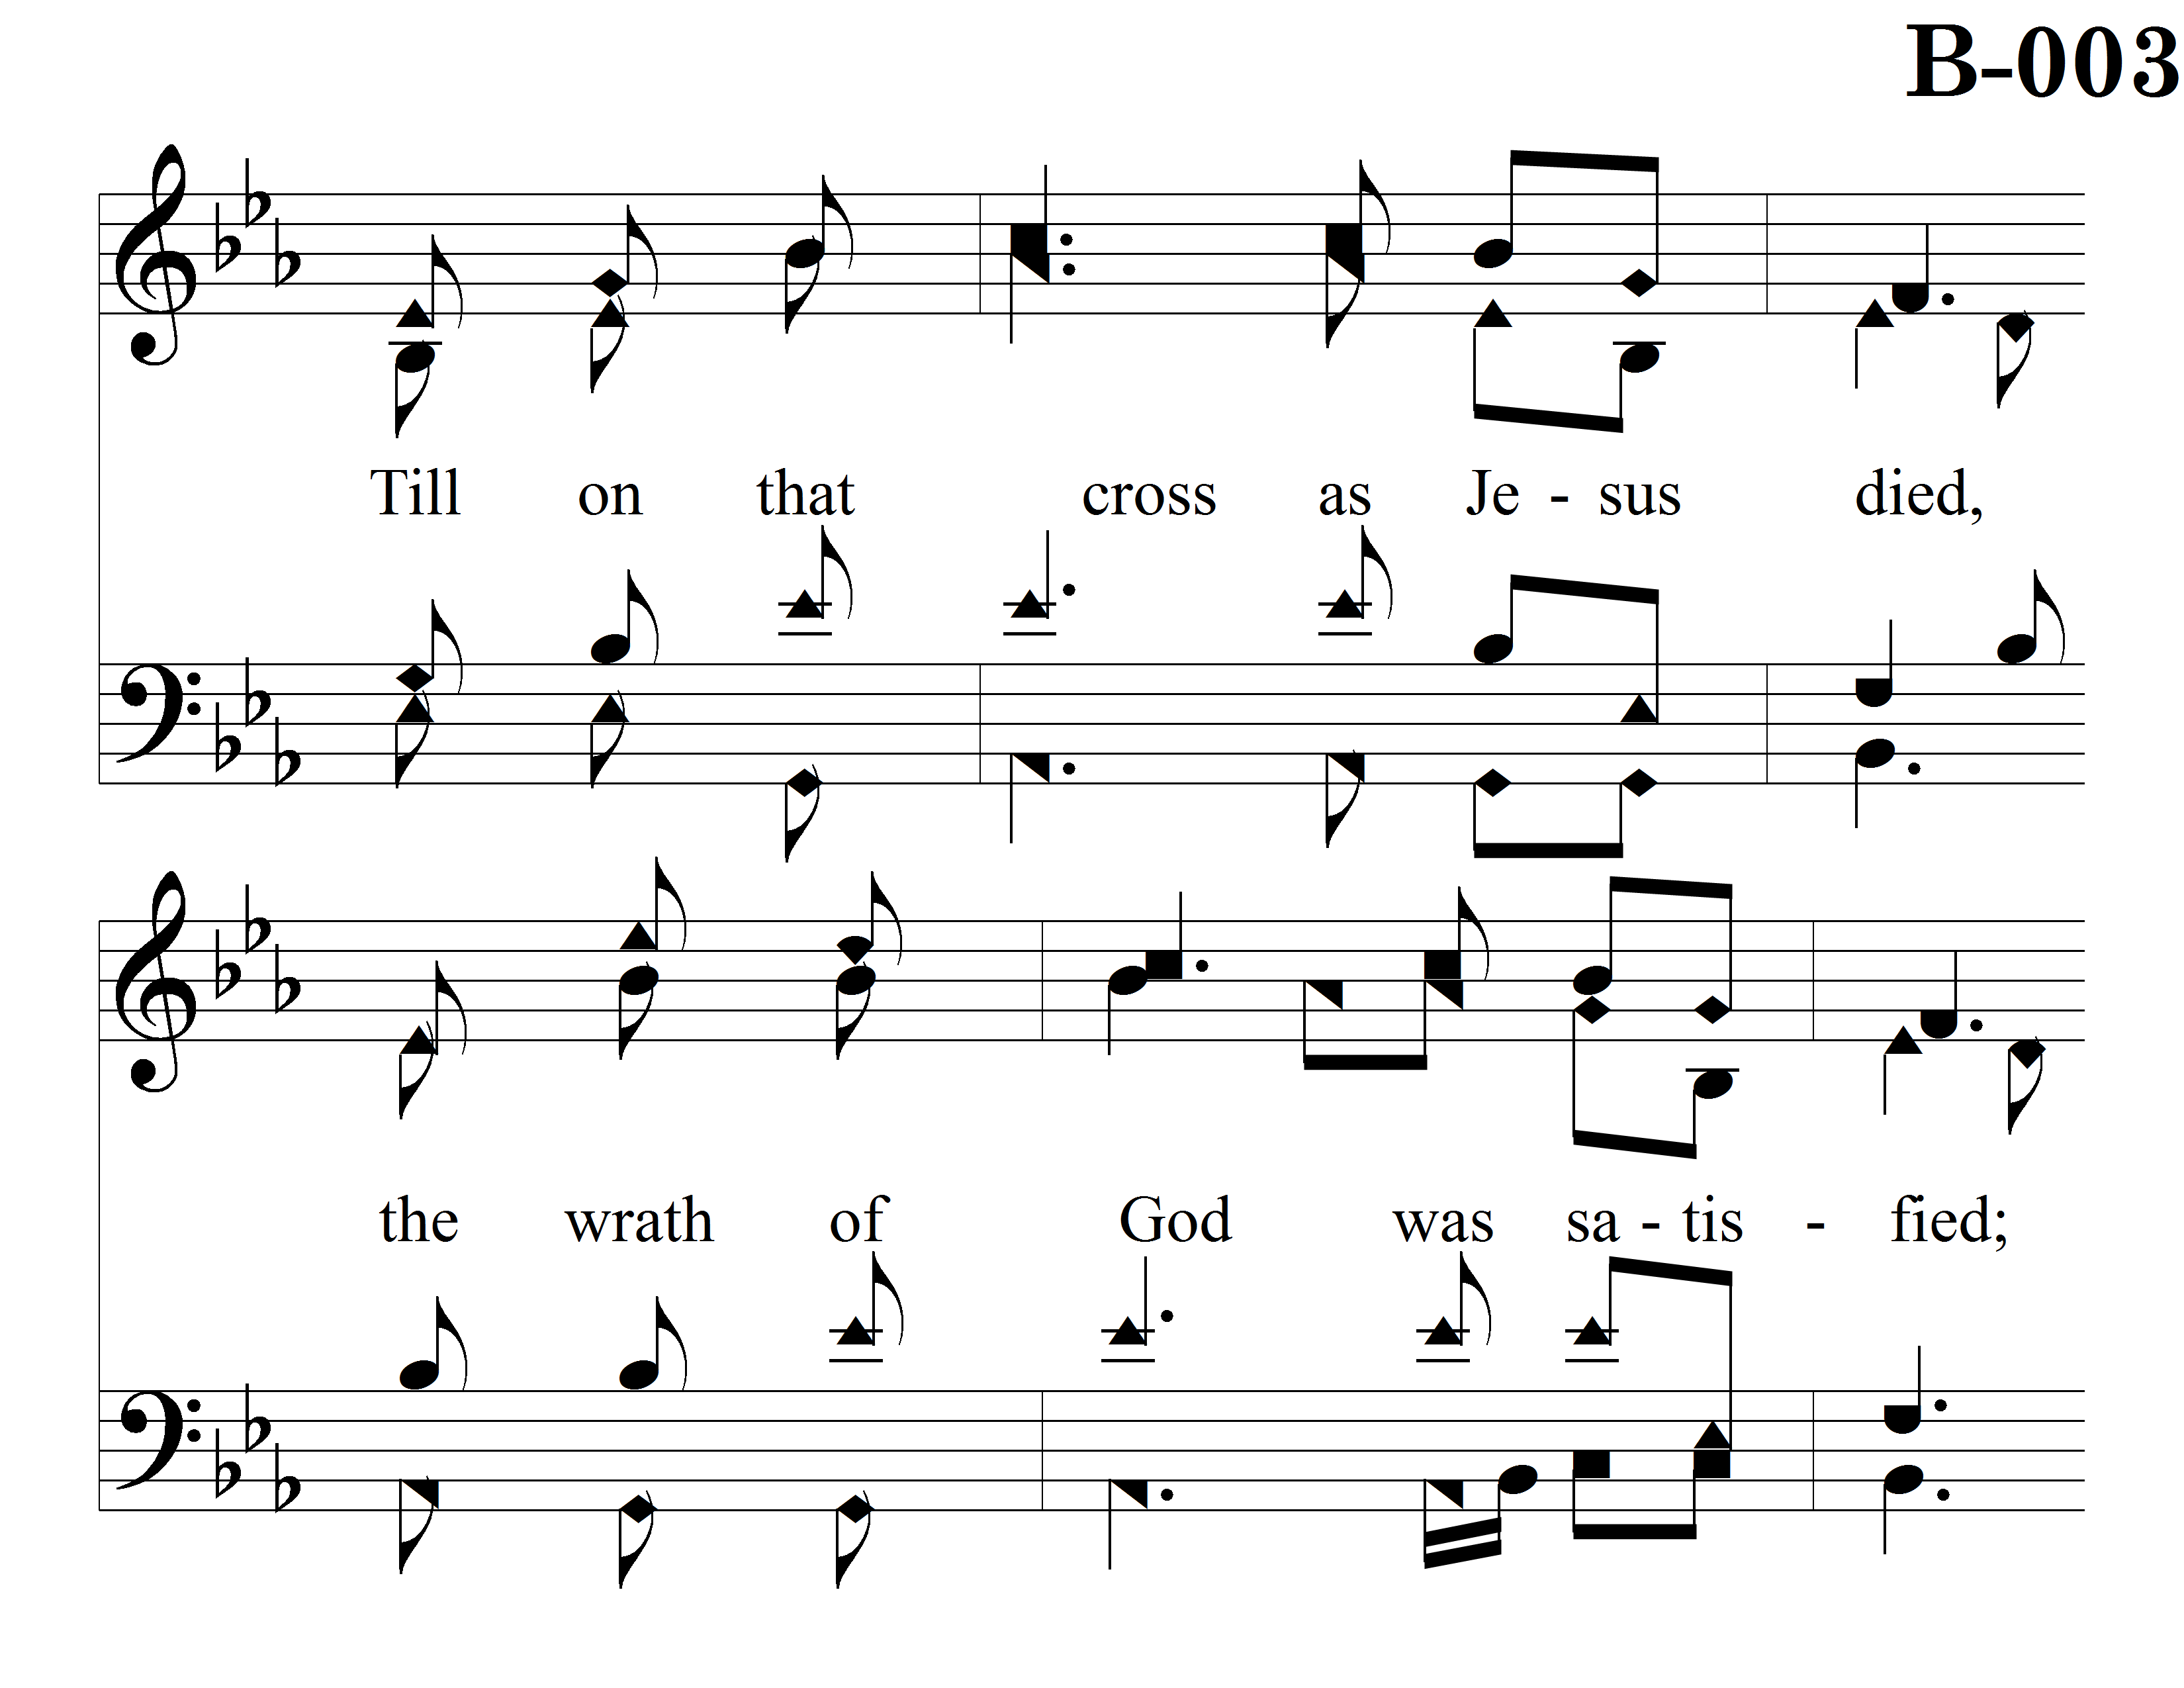 B-003
Till on that cross as Je - sus died,
the wrath of God was sa - tis - fied;